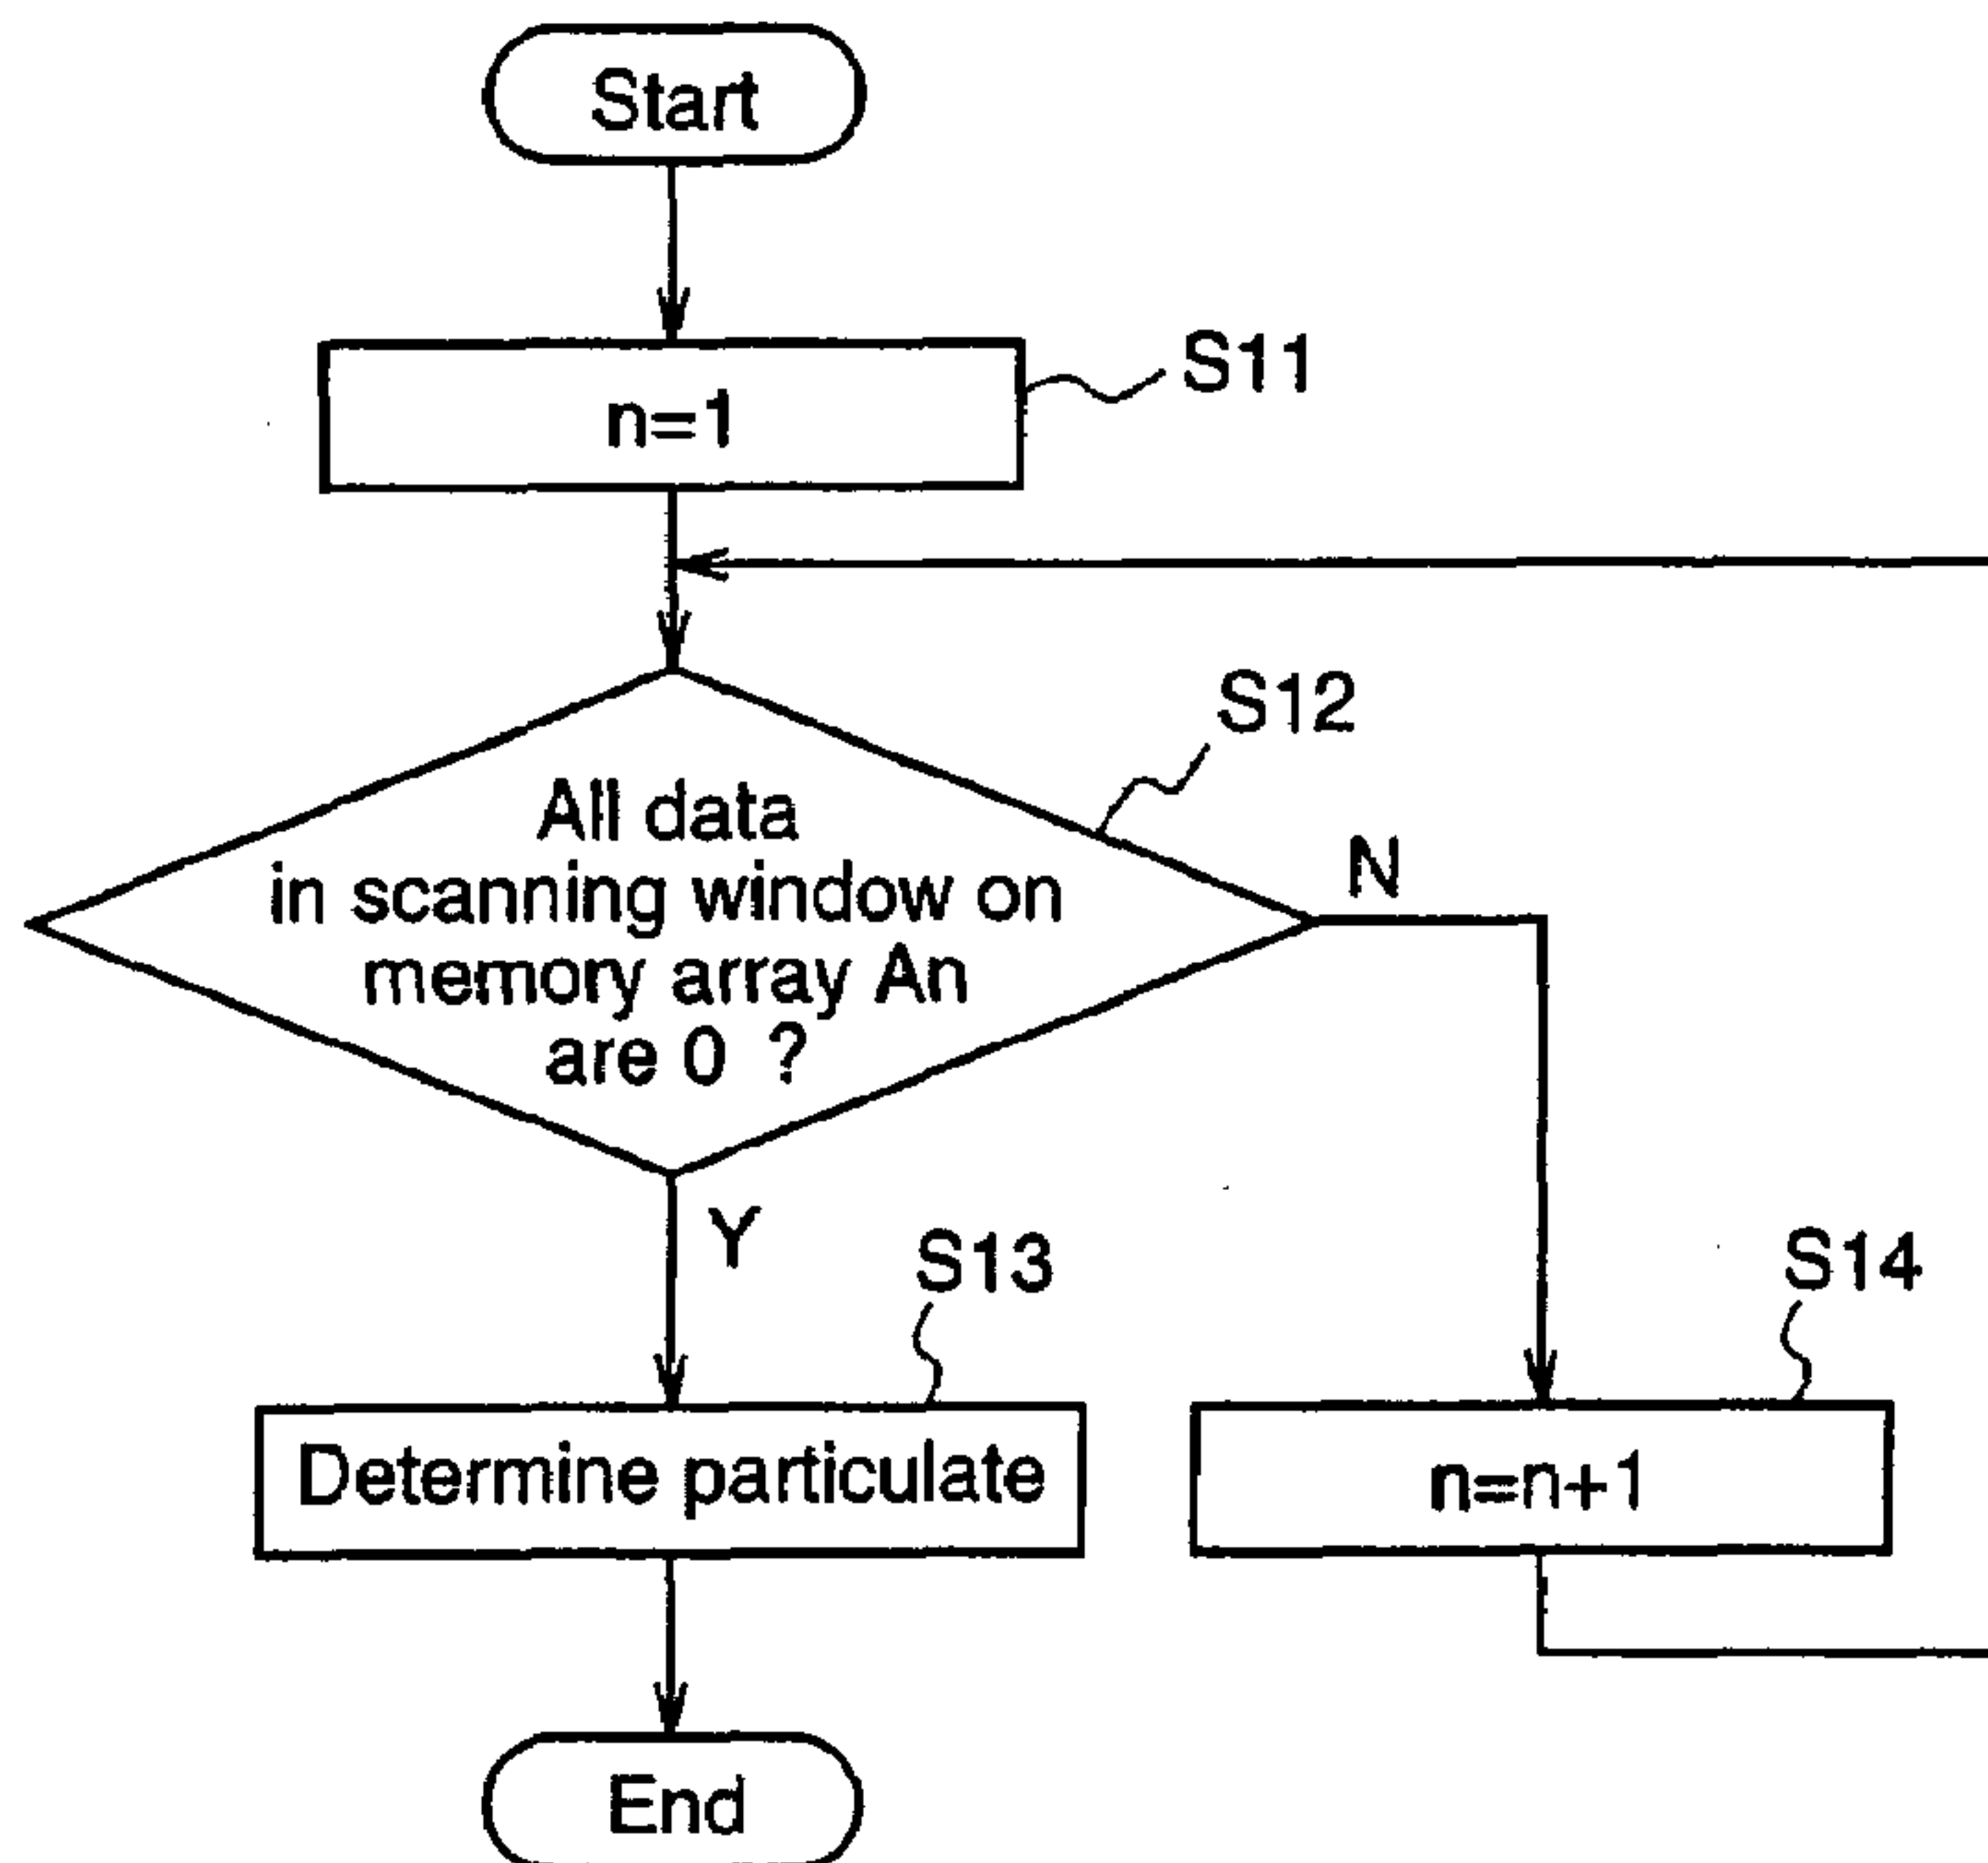 Start
n=1
S11
S12
All data
in scanning window on
memory array An
are 0 ?
N
Y
S13
S14
Determine particulate
n=n+1
End